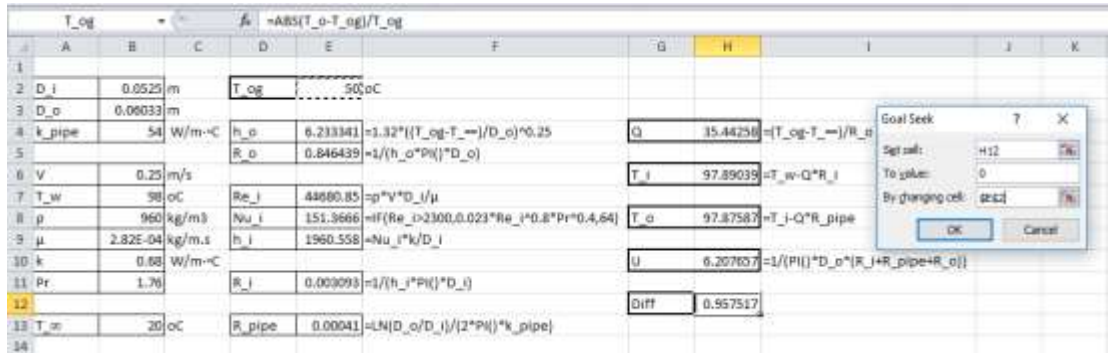 T_og fx =ABS(T_o-T_og)/T_og
A B C D E F G H I J K
1
2 D_i 0.0525 m T_og 50 oC
3 D_o 0.06033 m
4 k_pipe 54 W/m-C h_o 6.233341 =1.32*((T_og-T_∞)/D_o)^0.25 Q 35.44258 =(T_og-T_∞)/R_o
5 R_o 0.846439 =1/(h_o*PI()*D_o)
6 V 0.25 m/s T_i 97.89039 =T_w-Q*R_i
7 T_w 98 oC Re_i 44680.85 =ρ*V*D_i/μ
8 ρ 960 kg/m3 Nu_i 151.3666 =IF(Re_i>2300,0.023*Re_i^0.8*Pr^0.4,64) T_o 97.87587 =T_i-Q*R_pipe
9 μ 2.82E-04 kg/m.s h_i 1960.558 =Nu_i*k/D_i
10 k 0.68 W/m-C U 6.207657 =1/(PI()*D_o*(R_i+R_pipe+R_o))
11 Pr 1.76 R_i 0.003093 =1/(h_i*PI()*D_i)
12 Diff 0.957517
13 T_∞ 20 oC R_pipe 0.00041 =LN(D_o/D_i)/(2*PI()*k_pipe)
14
Goal Seek ? ×
Set cell: H12
To value: 0
By changing cell: $E$2
OK Cancel